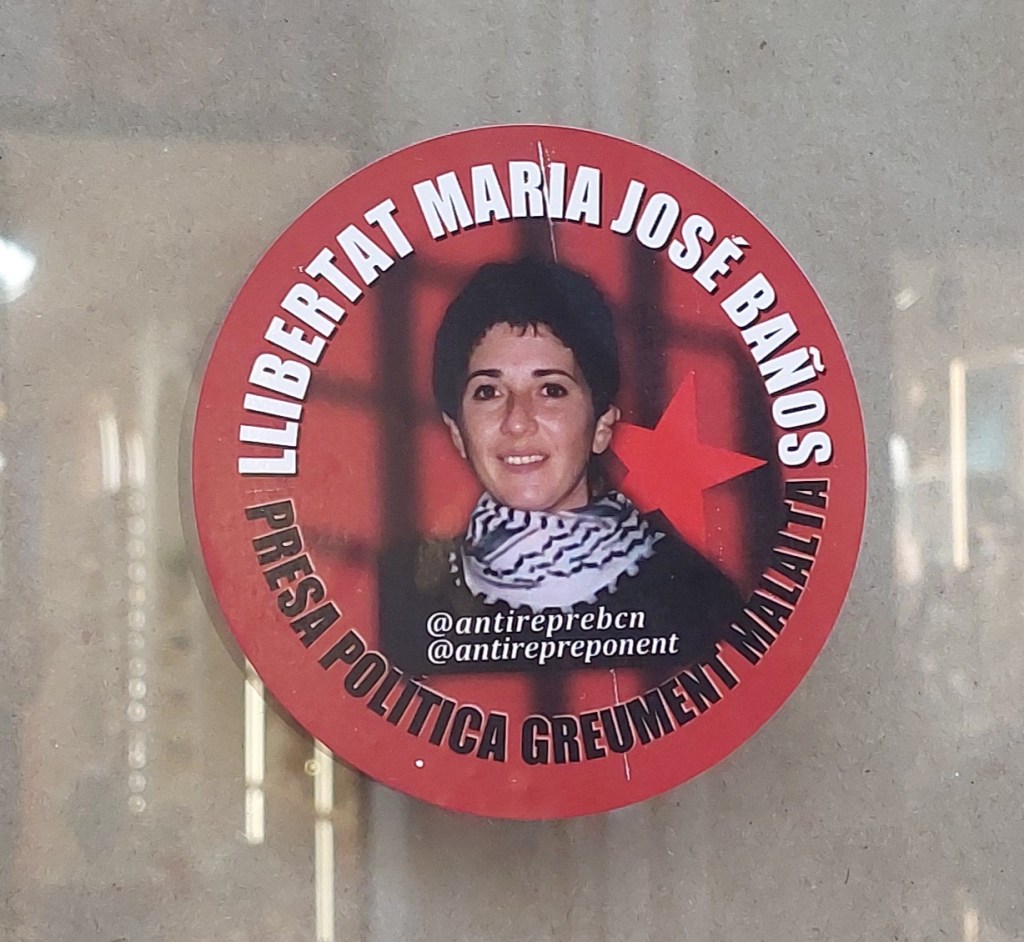 LLIBERTAT MARIA JOSÉ BAÑOS
@antireprebcn
@antirepreponent
PRESA POLÍTICA GREUMENT MALALTA